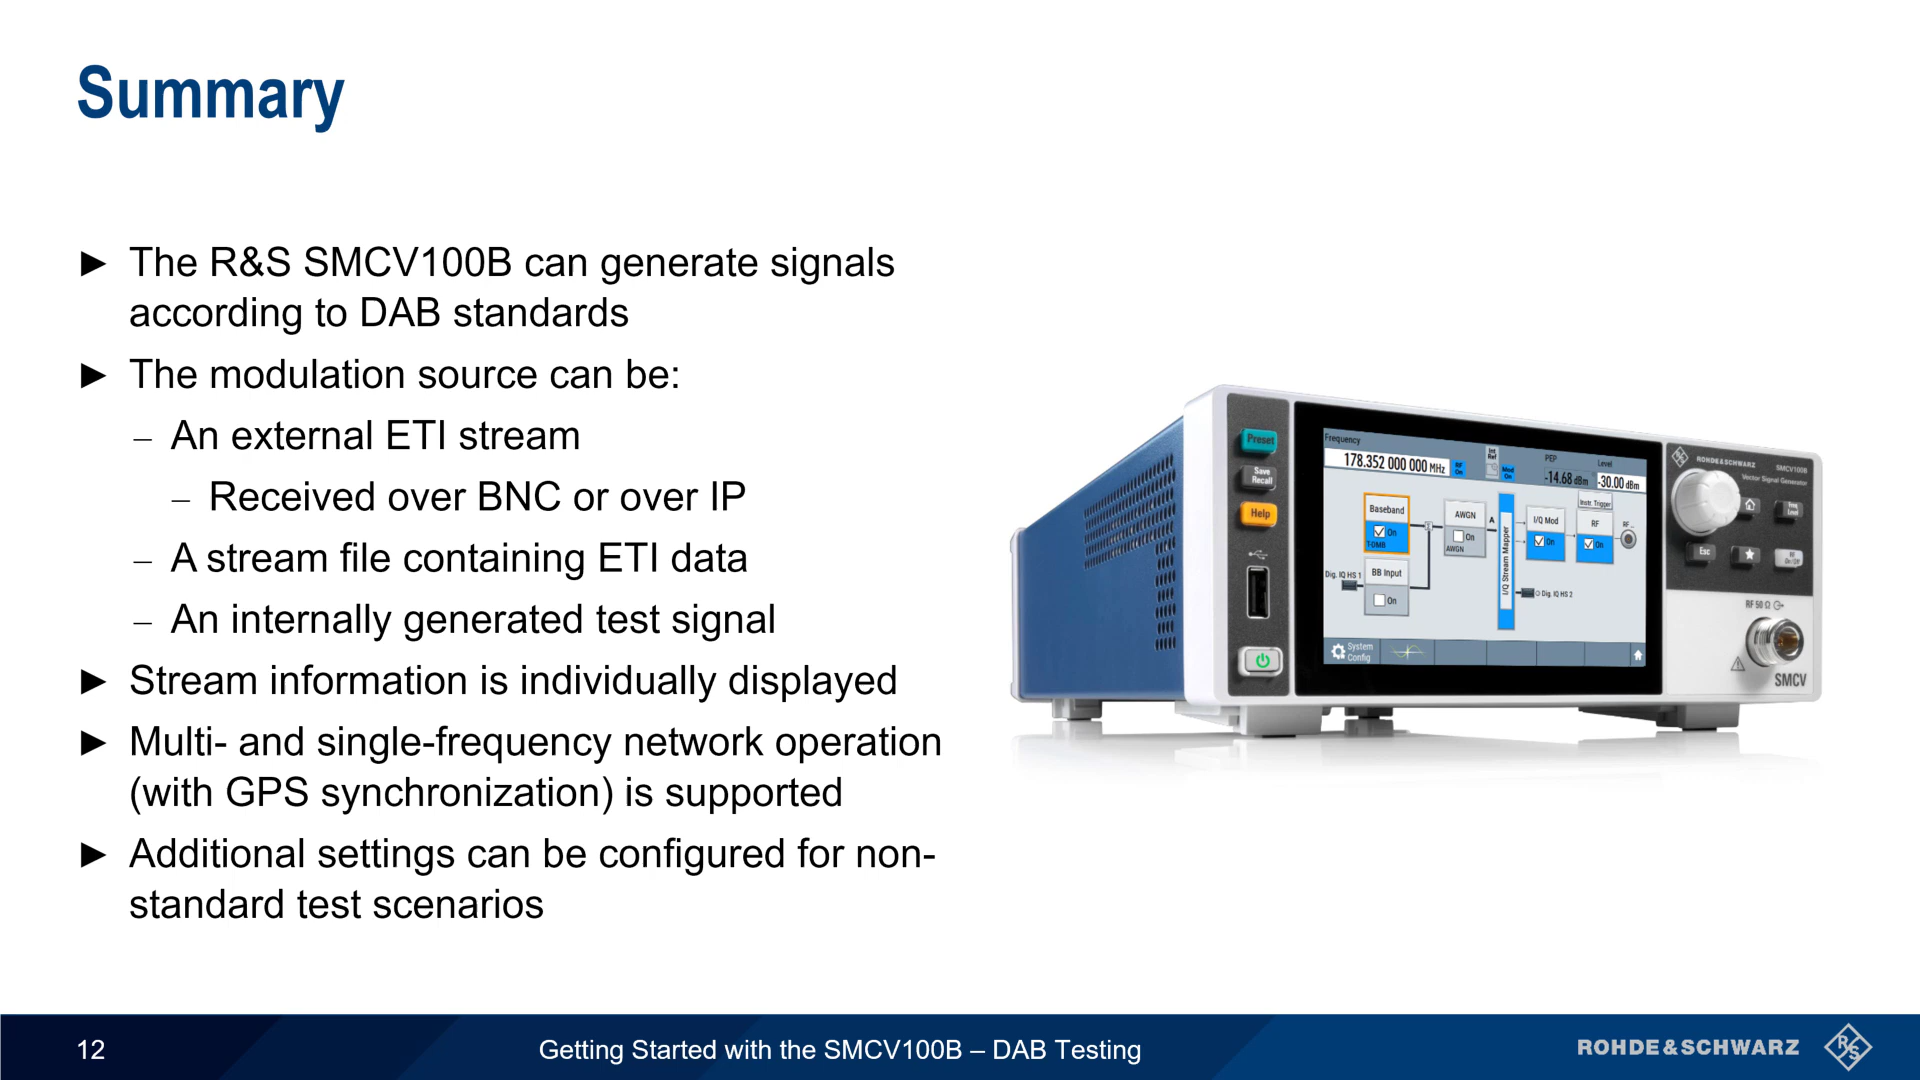 Summary
► The R&S SMCV100B can generate signals
according to DAB standards
► The modulation source can be:
– An external ETI stream
– Received over BNC or over IP
– A stream file containing ETI data
– An internally generated test signal
► Stream information is individually displayed
► Multi- and single-frequency network operation
(with GPS synchronization) is supported
► Additional settings can be configured for non-
standard test scenarios
Preset
Save
Recall
Help
Frequency
178.352 000 000 MHz
RF
On
Int
Ref
Mod
On
PEP
-14.68 dBm
Level
-30.00 dBm
Baseband
On
T-DMB
BB Input
On
Dig. IQ HS 1
AWGN
On
AWGN
A
I/Q Stream Mapper
I/Q Mod
On
Instr. Trigger
RF
On
RF
Dig. IQ HS 2
System
Config
ROHDE&SCHWARZ
SMCV100B
Vector Signal Generator
Esc
RF 50 Ω
SMCV
12
Getting Started with the SMCV100B – DAB Testing
ROHDE&SCHWARZ
R&S